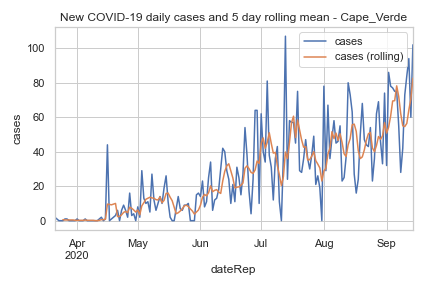 New COVID-19 daily cases and 5 day rolling mean - Cape_Verde
cases
cases (rolling)
cases
100
80
60
40
20
0
Apr May Jun Jul Aug Sep
2020
dateRep